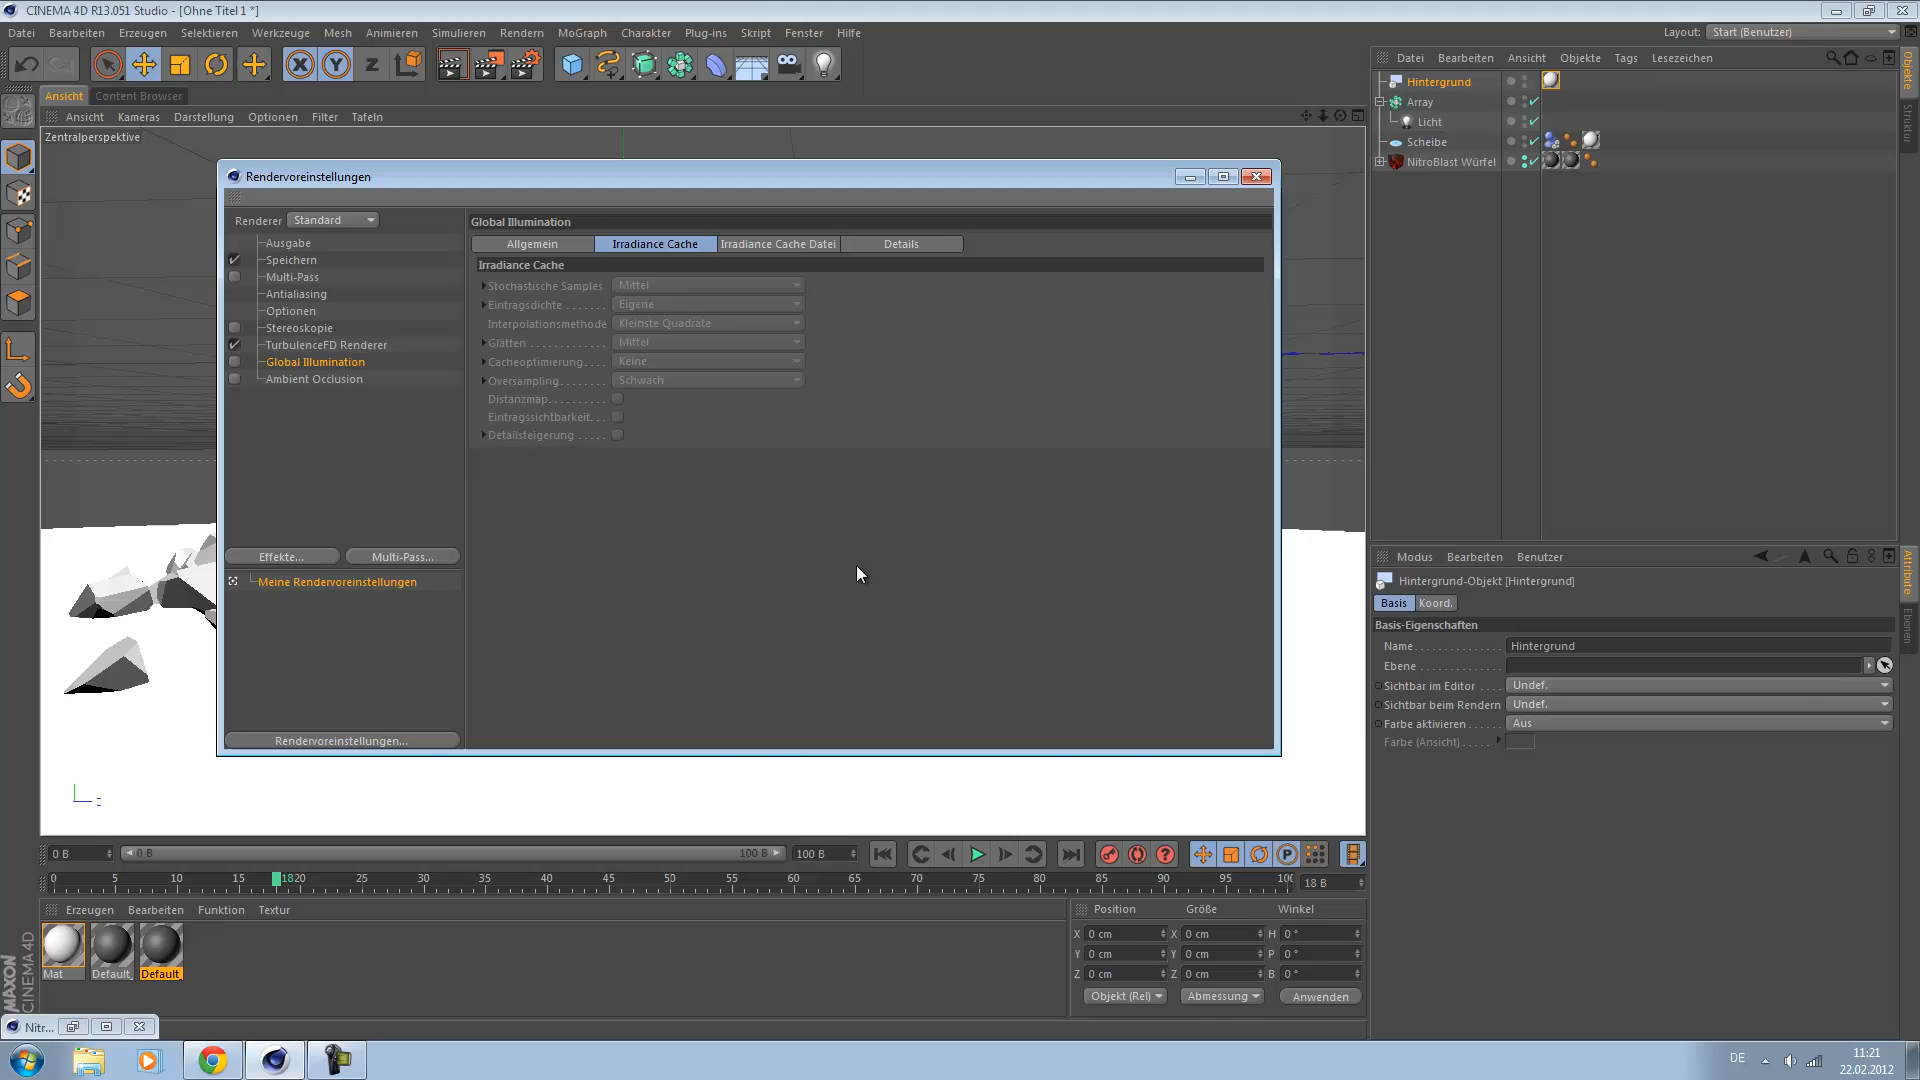 CINEMA 4D R13.051 Studio - [Ohne Titel 1 *]
Datei Bearbeiten Erzeugen Selektieren Werkzeuge Mesh Animieren Simulieren Rendern MoGraph Charakter Plug-ins Skript Fenster Hilfe
Layout: Start (Benutzer)
Ansicht Content Browser
Ansicht Kameras Darstellung Optionen Filter Tafeln
Zentralperspektive
Rendervoreinstellungen
Renderer Standard
Ausgabe
Speichern
Multi-Pass
Antialiasing
Optionen
Stereoskopie
TurbulenceFD Renderer
Global Illumination
Ambient Occlusion
Effekte... Multi-Pass...
Meine Rendervoreinstellungen
Rendervoreinstellungen...
Global Illumination
Allgemein Irradiance Cache Irradiance Cache Datei Details
Irradiance Cache
Stochastische Samples Mittel
Eintragsdichte . . . . . . . Eigene
Interpolationsmethode Kleinste Quadrate
Glätten . . . . . . . . . . . . Mittel
Cacheoptimierung. . . . Keine
Oversampling. . . . . . . . Schwach
Distanzmap. . . . . . . . . .
Eintragssichtbarkeit. . .
Detailsteigerung . . . . .
Datei Bearbeiten Ansicht Objekte Tags Lesezeichen
Hintergrund
Array
Licht
Scheibe
NitroBlast Würfel
Objekte
Struktur
Modus Bearbeiten Benutzer
Hintergrund-Objekt [Hintergrund]
Basis Koord.
Basis-Eigenschaften
Name. . . . . . . . . . . . . . . Hintergrund
Ebene . . . . . . . . . . . . . .
Sichtbar im Editor . . . . Undef.
Sichtbar beim Rendern Undef.
Farbe aktivieren . . . . . . Aus
Farbe (Ansicht) . . . . .
Attribute
Ebenen
0 B 0 B 100 B 100 B
0 5 10 15 1820 25 30 35 40 45 50 55 60 65 70 75 80 85 90 95 100 18 B
Erzeugen Bearbeiten Funktion Textur
Mat Default_ Default_
Position Größe Winkel
X 0 cm X 0 cm H 0 °
Y 0 cm Y 0 cm P 0 °
Z 0 cm Z 0 cm B 0 °
Objekt (Rel) Abmessung Anwenden
MAXON
CINEMA 4D
Nitr...
DE
11:21
22.02.2012